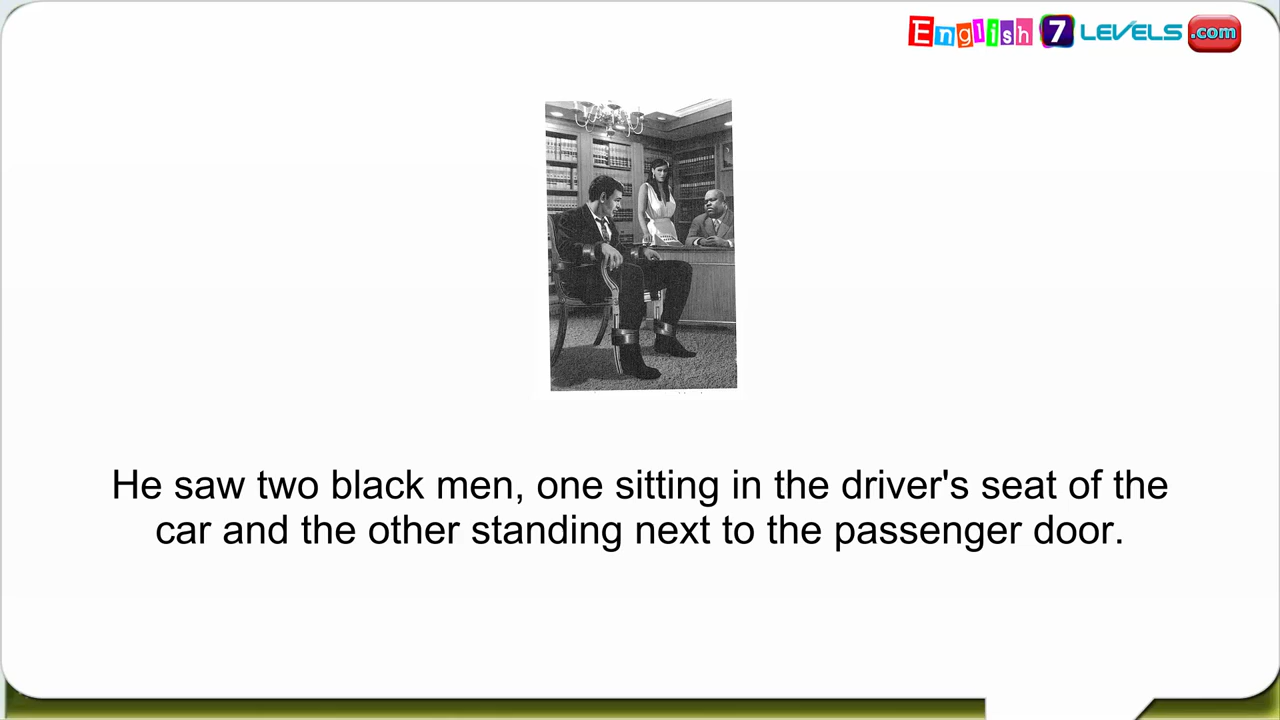 English 7 LEVELS .com
He saw two black men, one sitting in the driver's seat of the
car and the other standing next to the passenger door.